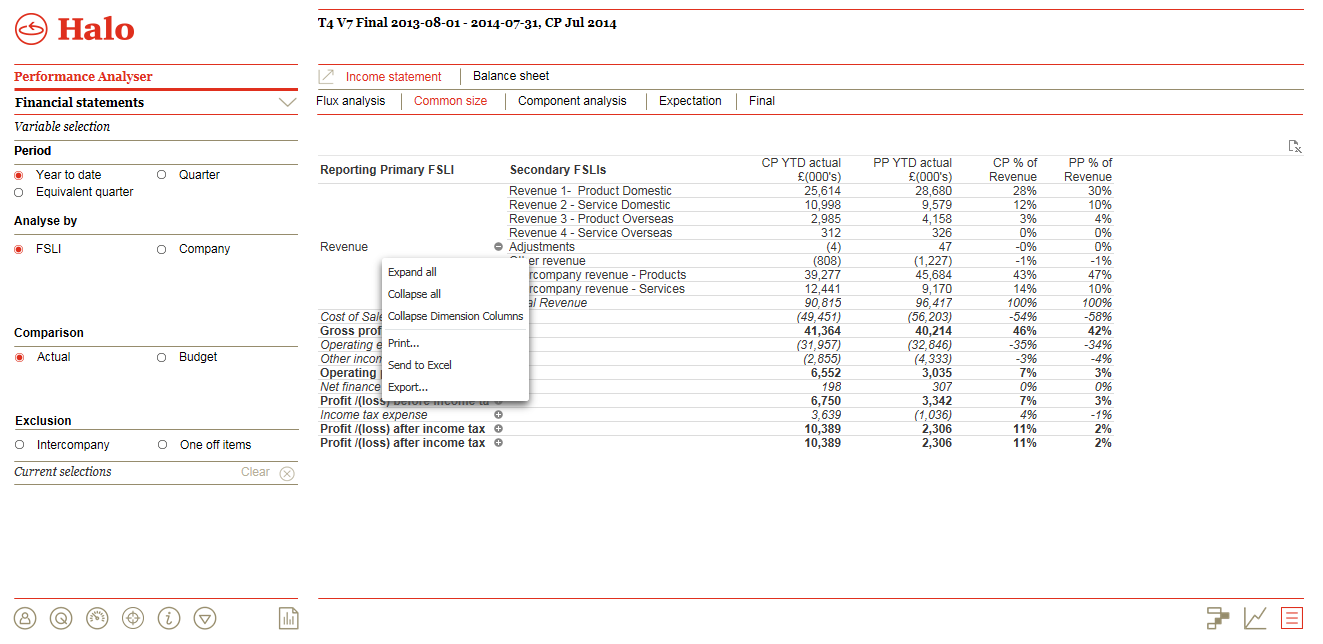 Halo
T4 V7 Final 2013-08-01 - 2014-07-31, CP Jul 2014
Performance Analyser
Income statement Balance sheet
Financial statements
Flux analysis Common size Component analysis Expectation Final
Variable selection
Period
Year to date Quarter
Equivalent quarter
Analyse by
FSLI Company
Comparison
Actual Budget
Exclusion
Intercompany One off items
Current selections Clear
Reporting Primary FSLI Secondary FSLIs CP YTD actual £(000's) PP YTD actual £(000's) CP % of Revenue PP % of Revenue
Revenue 1- Product Domestic 25,614 28,680 28% 30%
Revenue 2 - Service Domestic 10,998 9,579 12% 10%
Revenue 3 - Product Overseas 2,985 4,158 3% 4%
Revenue 4 - Service Overseas 312 326 0% 0%
Revenue Adjustments (4) 47 -0% 0%
er revenue (808) (1,227) -1% -1%
rcompany revenue - Products 39,277 45,684 43% 47%
rcompany revenue - Services 12,441 9,170 14% 10%
al Revenue 90,815 96,417 100% 100%
Cost of Sale (49,451) (56,203) -54% -58%
Gross prof 41,364 40,214 46% 42%
Operating e (31,957) (32,846) -35% -34%
Other incom (2,855) (4,333) -3% -4%
Operating 6,552 3,035 7% 3%
Net finance 198 307 0% 0%
Profit /(loss) before income ta 6,750 3,342 7% 3%
Income tax expense 3,639 (1,036) 4% -1%
Profit /(loss) after income tax 10,389 2,306 11% 2%
Profit /(loss) after income tax 10,389 2,306 11% 2%
Expand all
Collapse all
Collapse Dimension Columns
Print...
Send to Excel
Export...